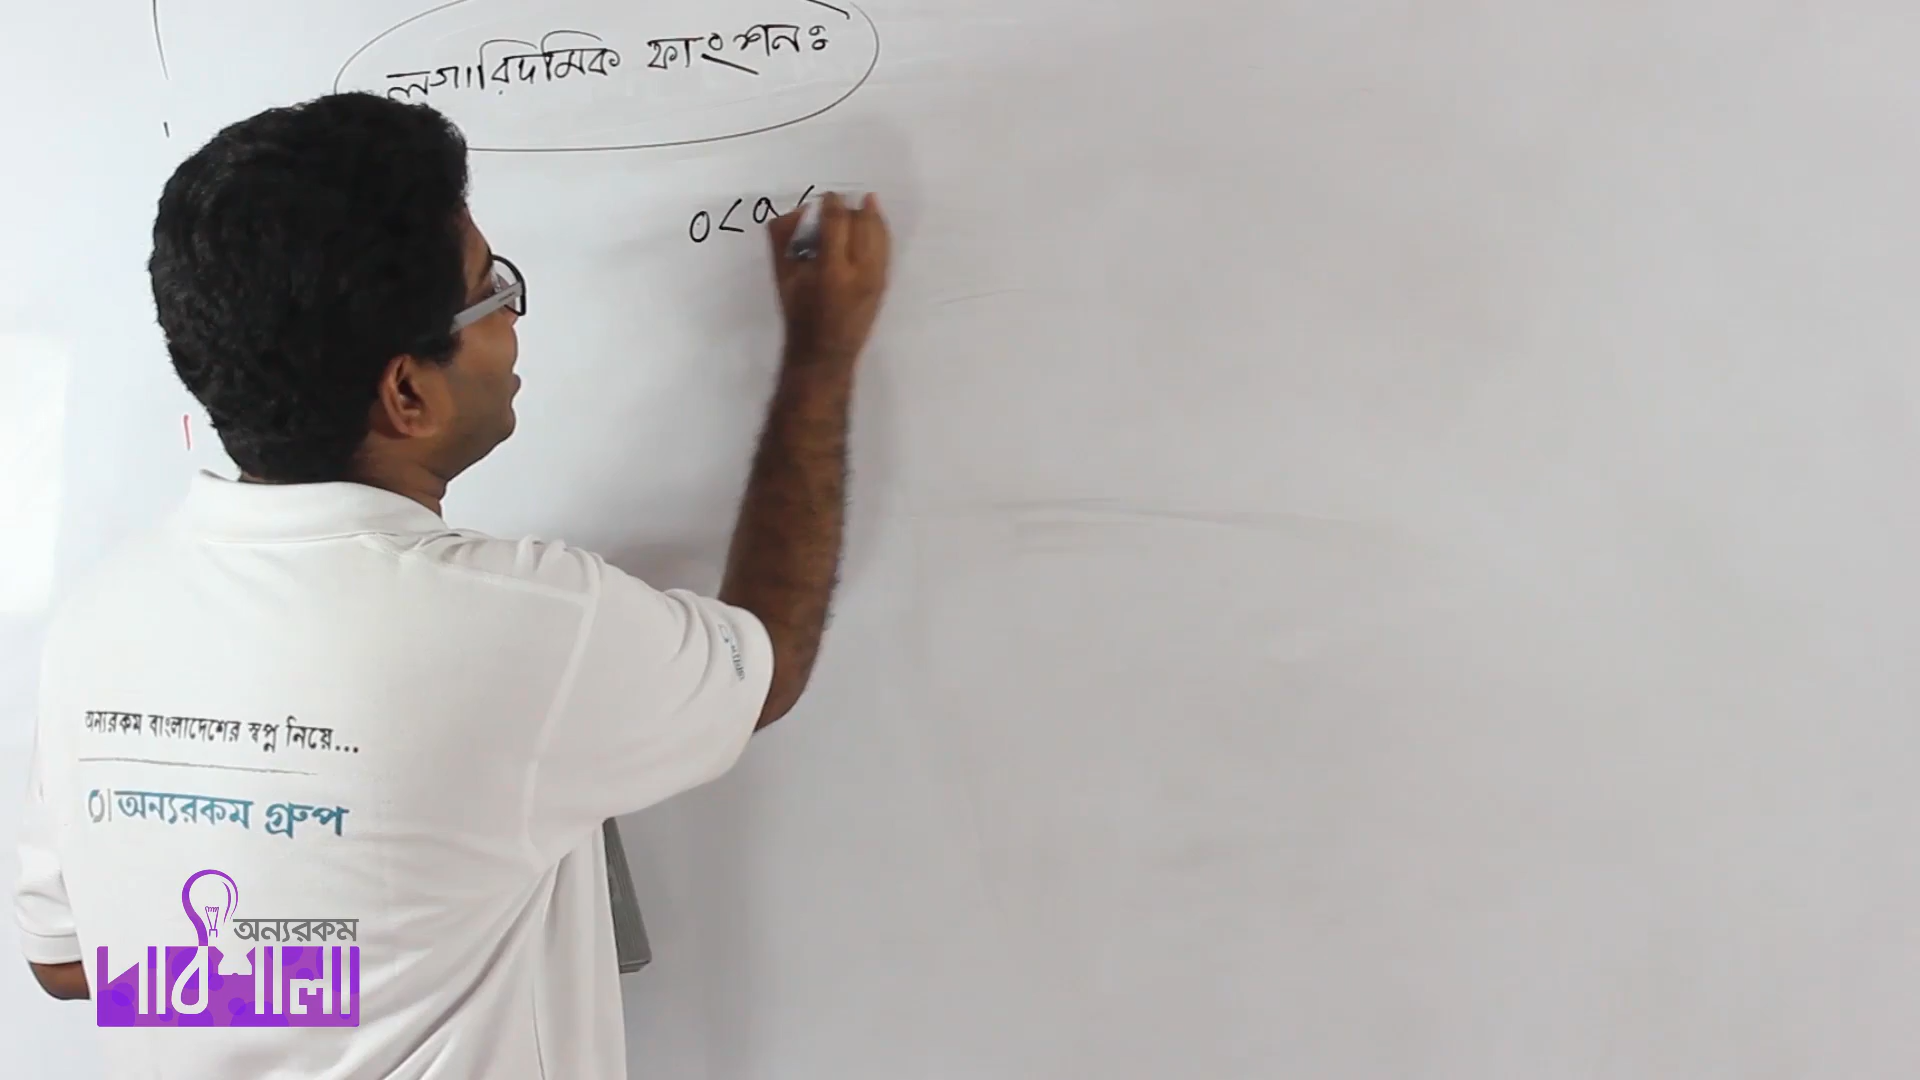 লগারিদমিক ফাংশনঃ
0<a<
অন্যরকম বাংলাদেশের স্বপ্ন নিয়ে...
অন্যরকম গ্রুপ
অন্যরকম
পাঠশালা